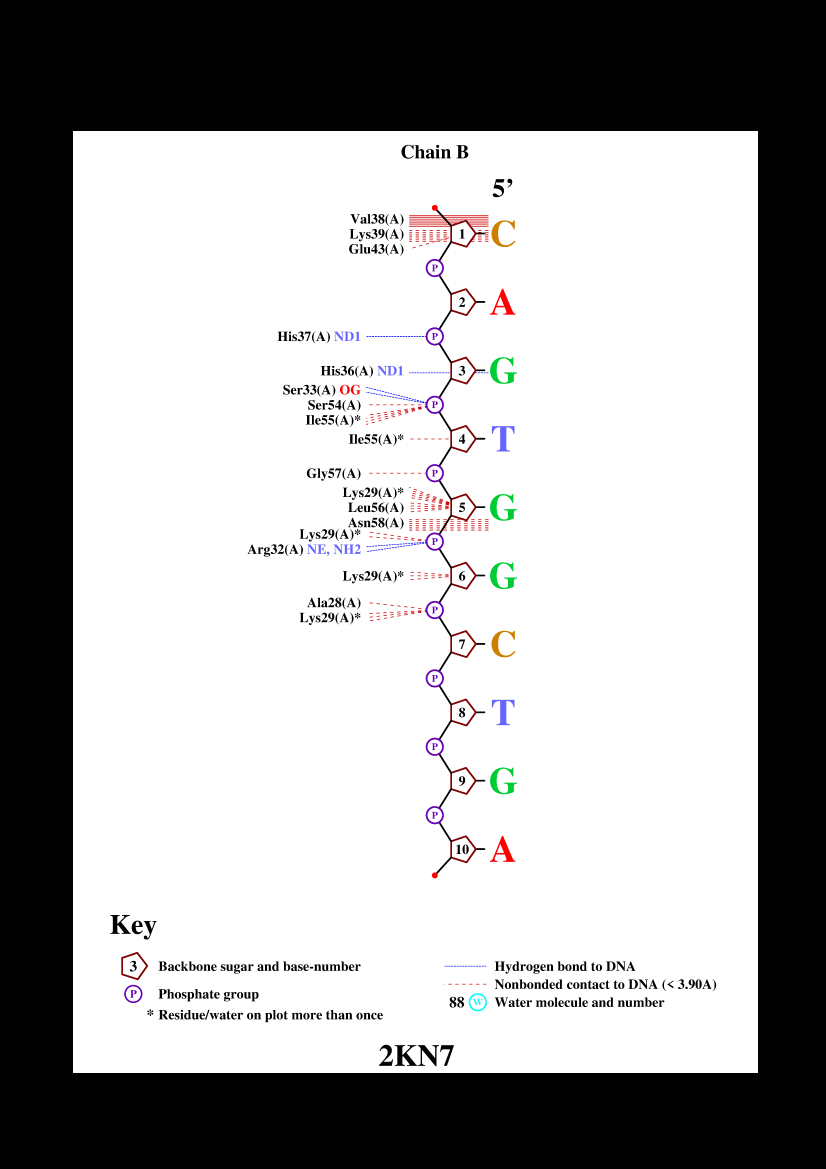 Chain B
5’
Val38(A)
Lys39(A)
Glu43(A)
1 C
P
2 A
His37(A) ND1 P
His36(A) ND1 3 G
Ser33(A) OG
Ser54(A) P
Ile55(A)*
Ile55(A)* 4 T
Gly57(A) P
Lys29(A)*
Leu56(A) 5 G
Asn58(A)
Lys29(A)*
P
Arg32(A) NE, NH2
Lys29(A)* 6 G
Ala28(A)
P
Lys29(A)*
7 C
P
8 T
P
9 G
P
10 A
Key
3 Backbone sugar and base-number
P Phosphate group
* Residue/water on plot more than once
Hydrogen bond to DNA
Nonbonded contact to DNA (< 3.90A)
88 W Water molecule and number
2KN7